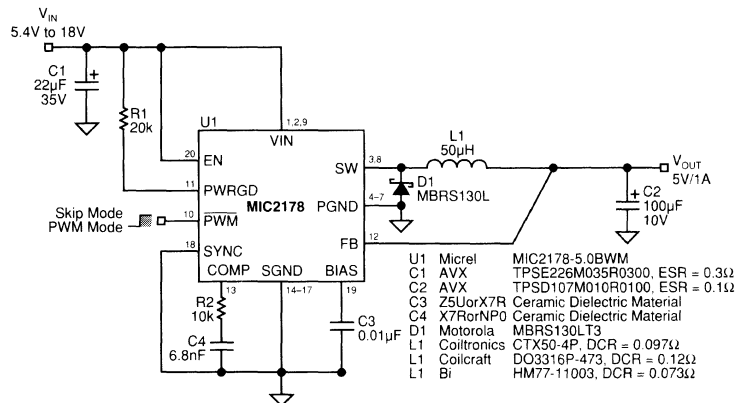 VIN
5.4V to 18V
C1
22µF
35V
+
R1
20k
U1
1,2,9
VIN
20
EN
11
PWRGD
MIC2178
10
PWM
Skip Mode
PWM Mode
18
SYNC
COMP
SGND
BIAS
SW
3,8
PGND
4–7
FB
12
L1
50µH
D1
MBRS130L
VOUT
5V/1A
+
C2
100µF
10V
13
14–17
19
R2
10k
C4
6.8nF
C3
0.01µF
U1 Micrel MIC2178-5.0BWM
C1 AVX TPSE226M035R0300, ESR = 0.3Ω
C2 AVX TPSD107M010R0100, ESR = 0.1Ω
C3 Z5UorX7R Ceramic Dielectric Material
C4 X7RorNP0 Ceramic Dielectric Material
D1 Motorola MBRS130LT3
L1 Coiltronics CTX50-4P, DCR = 0.097Ω
L1 Coilcraft DO3316P-473, DCR = 0.12Ω
L1 Bi HM77-11003, DCR = 0.073Ω